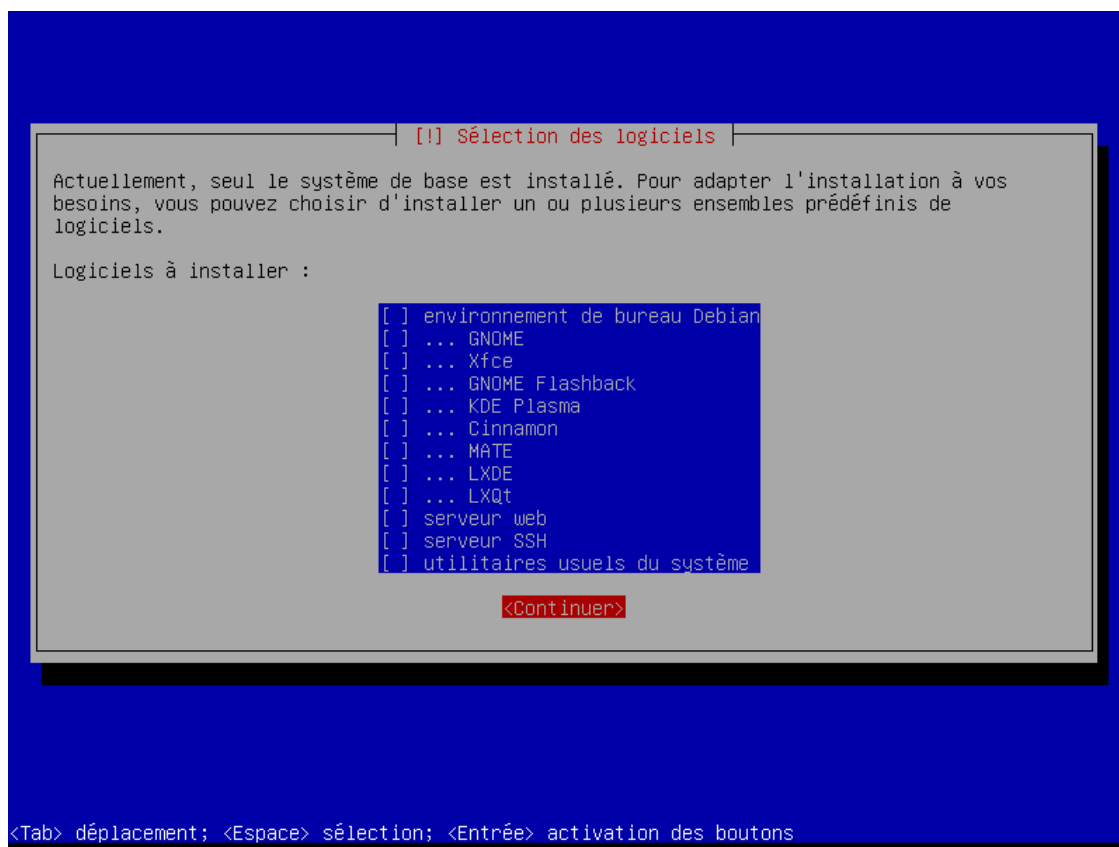 [!] Sélection des logiciels
Actuellement, seul le système de base est installé. Pour adapter l'installation à vos
besoins, vous pouvez choisir d'installer un ou plusieurs ensembles prédéfinis de
logiciels.
Logiciels à installer :
[ ] environnement de bureau Debian
[ ] ... GNOME
[ ] ... Xfce
[ ] ... GNOME Flashback
[ ] ... KDE Plasma
[ ] ... Cinnamon
[ ] ... MATE
[ ] ... LXDE
[ ] ... LXQt
[ ] serveur web
[ ] serveur SSH
[ ] utilitaires usuels du système
<Continuer>
<Tab> déplacement; <Espace> sélection; <Entrée> activation des boutons